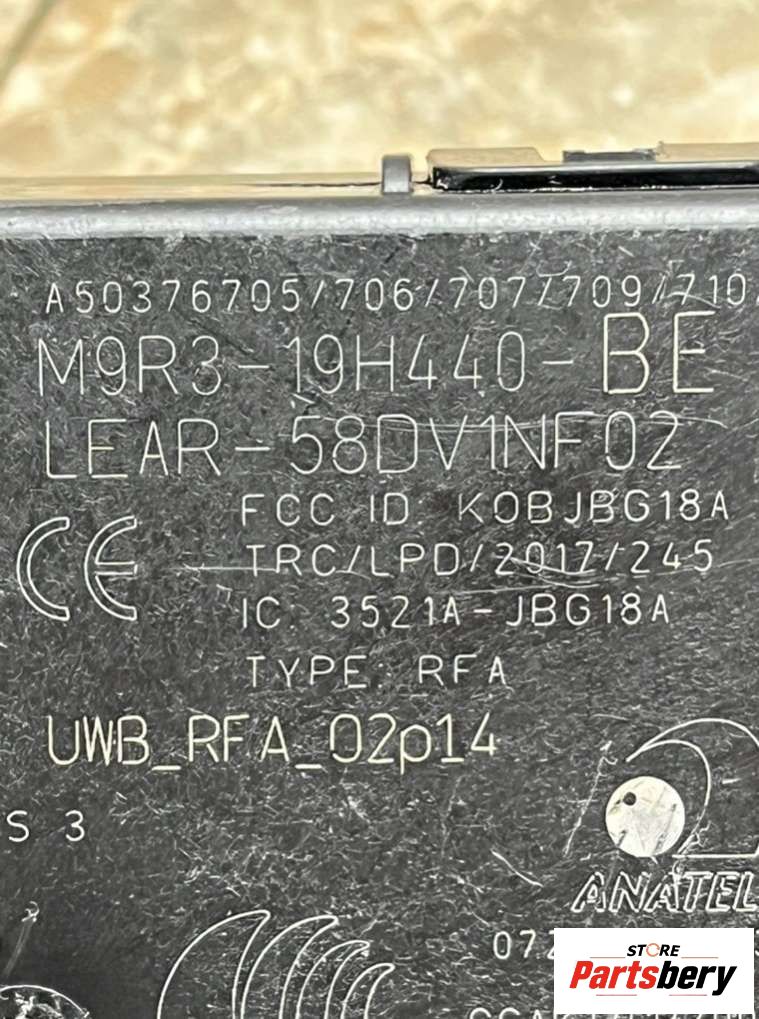 A50376705/706/707/709/710
M9R3-19H440-BE
LEAR-58DV1NF02
FCC ID: KOBJBG18A
CE
TRC/LPD/2017/245
IC: 3521A-JBG18A
TYPE: RFA
UWB_RFA_02p14
S 3
ANATEL
STORE
Partsbery